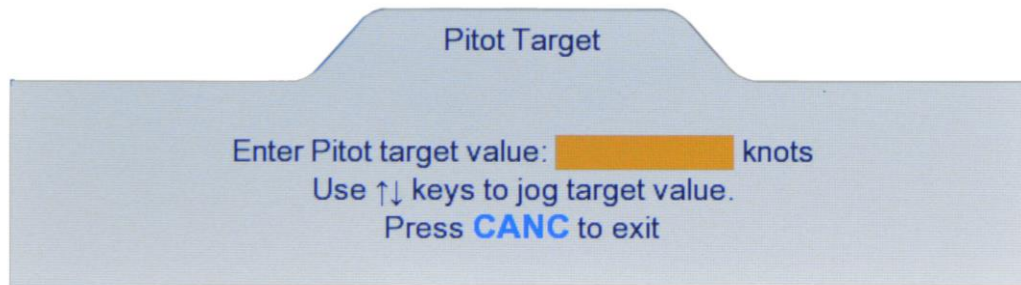 Pitot Target
Enter Pitot target value: knots
Use ↑↓ keys to jog target value.
Press CANC to exit